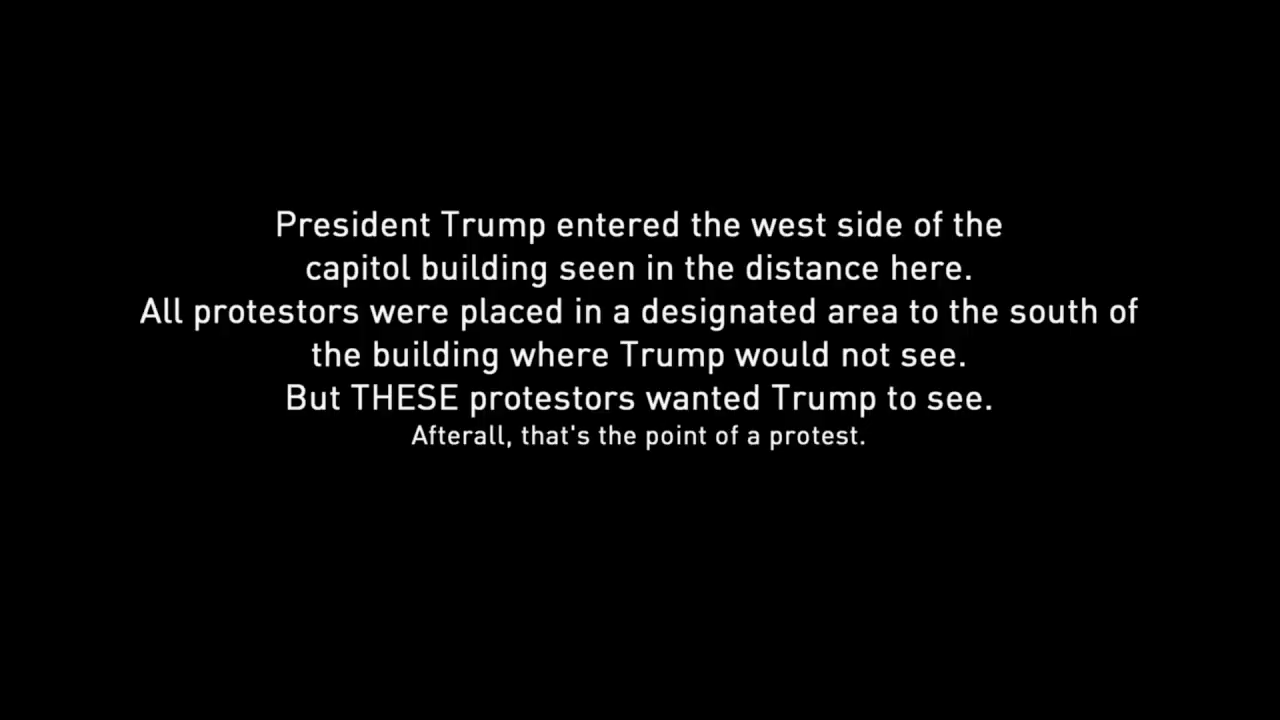 President Trump entered the west side of the
capitol building seen in the distance here.
All protestors were placed in a designated area to the south of
the building where Trump would not see.
But THESE protestors wanted Trump to see.
Afterall, that's the point of a protest.